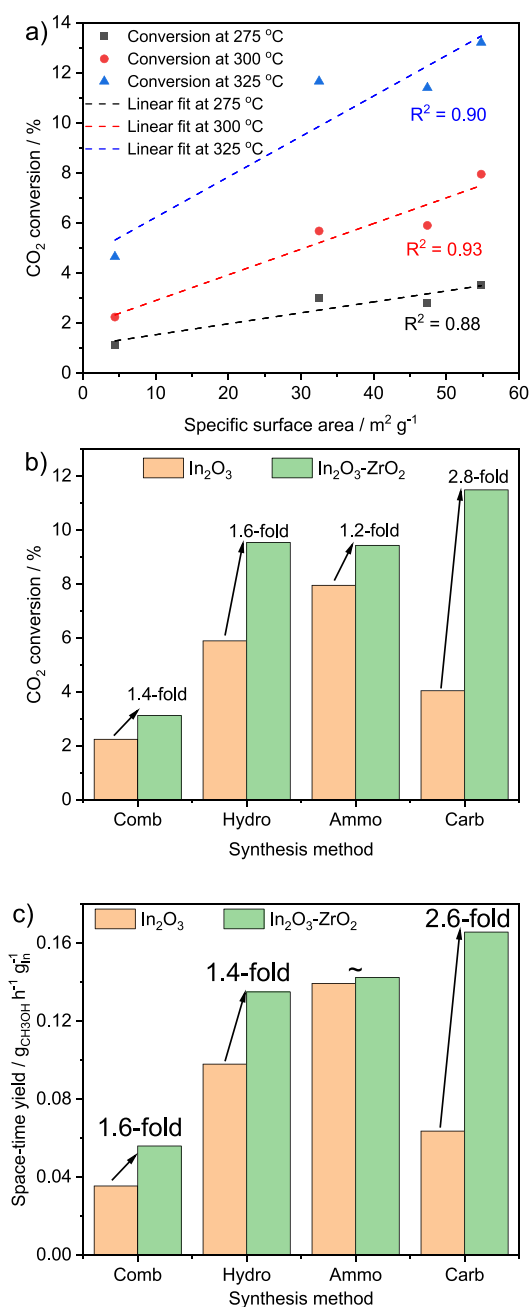 a)
14
12
10
8
6
4
2
0
CO₂ conversion / %
Conversion at 275 °C
Conversion at 300 °C
Conversion at 325 °C
Linear fit at 275 °C
Linear fit at 300 °C
Linear fit at 325 °C
R² = 0.90
R² = 0.93
R² = 0.88
0 10 20 30 40 50 60
Specific surface area / m² g⁻¹
b)
In₂O₃ In₂O₃-ZrO₂
12
10
8
6
4
2
0
CO₂ conversion / %
1.4-fold
1.6-fold
1.2-fold
2.8-fold
Comb Hydro Ammo Carb
Synthesis method
c)
In₂O₃ In₂O₃-ZrO₂
0.16
0.12
0.08
0.04
0.00
Space-time yield / g_CH3OH h⁻¹ g_In⁻¹
1.6-fold
1.4-fold
~
2.6-fold
Comb Hydro Ammo Carb
Synthesis method